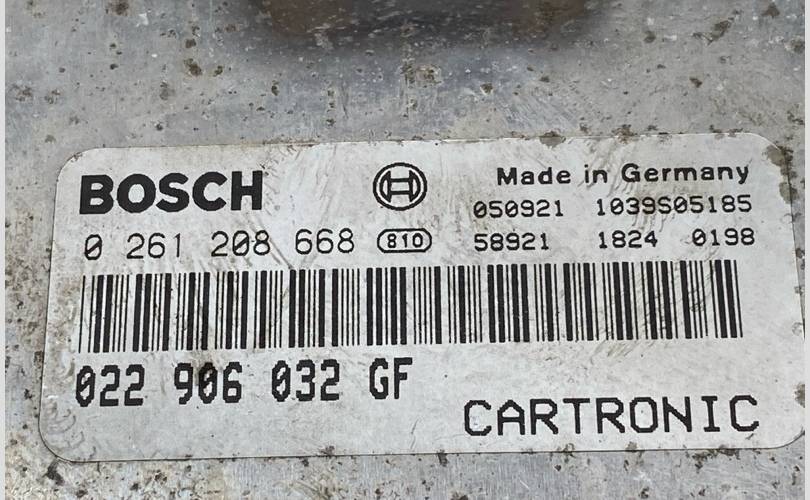 BOSCH
Made in Germany
050921 1039S05185
0 261 208 668 810 58921 1824 0198
022 906 032 GF
CARTRONIC